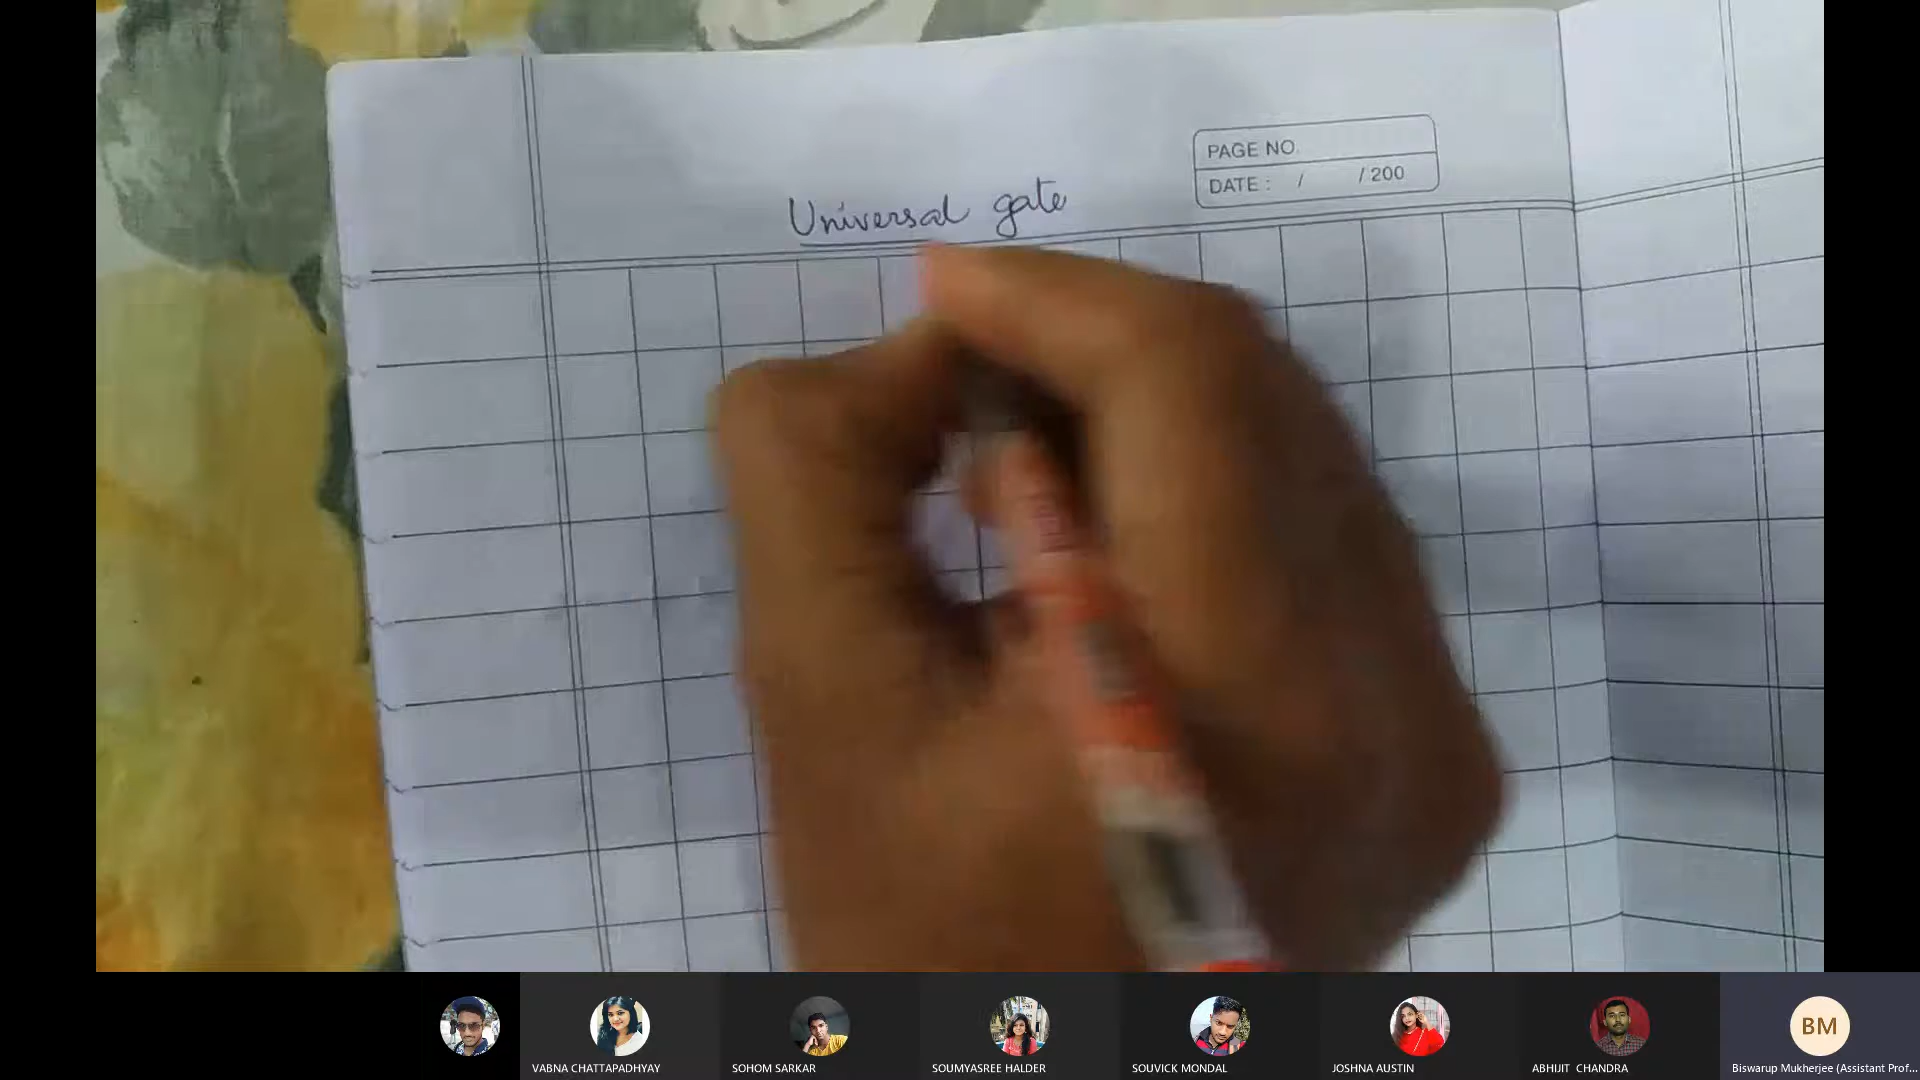 PAGE NO.
DATE : / / 200
Universal gate
VABNA CHATTAPADHYAY
SOHOM SARKAR
SOUMYASREE HALDER
SOUVICK MONDAL
JOSHNA AUSTIN
ABHIJIT CHANDRA
BM
Biswarup Mukherjee (Assistant Prof...